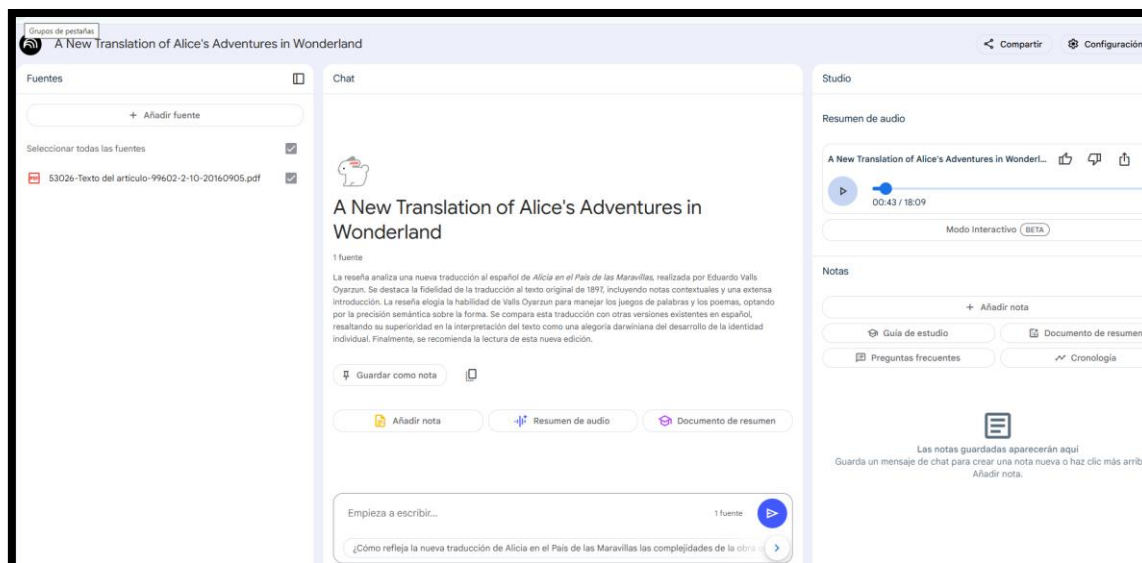 Grupos de pestañas
A New Translation of Alice's Adventures in Wonderland
Compartir
Configuración
Fuentes
+ Añadir fuente
Seleccionar todas las fuentes
PDF
53026-Texto del artículo-99602-2-10-20160905.pdf
Chat
A New Translation of Alice's Adventures in
Wonderland
1 fuente
La reseña analiza una nueva traducción al español de Alicia en el País de las Maravillas, realizada por Eduardo Valls
Oyarzun. Se destaca la fidelidad de la traducción al texto original de 1897, incluyendo notas contextuales y una extensa
introducción. La reseña elogia la habilidad de Valls Oyarzun para manejar los juegos de palabras y los poemas, optando
por la precisión semántica sobre la forma. Se compara esta traducción con otras versiones existentes en español,
resaltando su superioridad en la interpretación del texto como una alegoría darwiniana del desarrollo de la identidad
individual. Finalmente, se recomienda la lectura de esta nueva edición.
Guardar como nota
Añadir nota
Resumen de audio
Documento de resumen
Empieza a escribir...
1 fuente
¿Cómo refleja la nueva traducción de Alicia en el País de las Maravillas las complejidades de la obra
Studio
Resumen de audio
A New Translation of Alice's Adventures in Wonderl...
00:43 / 18:09
Modo Interactivo BETA
Notas
+ Añadir nota
Guía de estudio
Documento de resumen
Preguntas frecuentes
Cronología
Las notas guardadas aparecerán aquí
Guarda un mensaje de chat para crear una nota nueva o haz clic más arrib
Añadir nota.